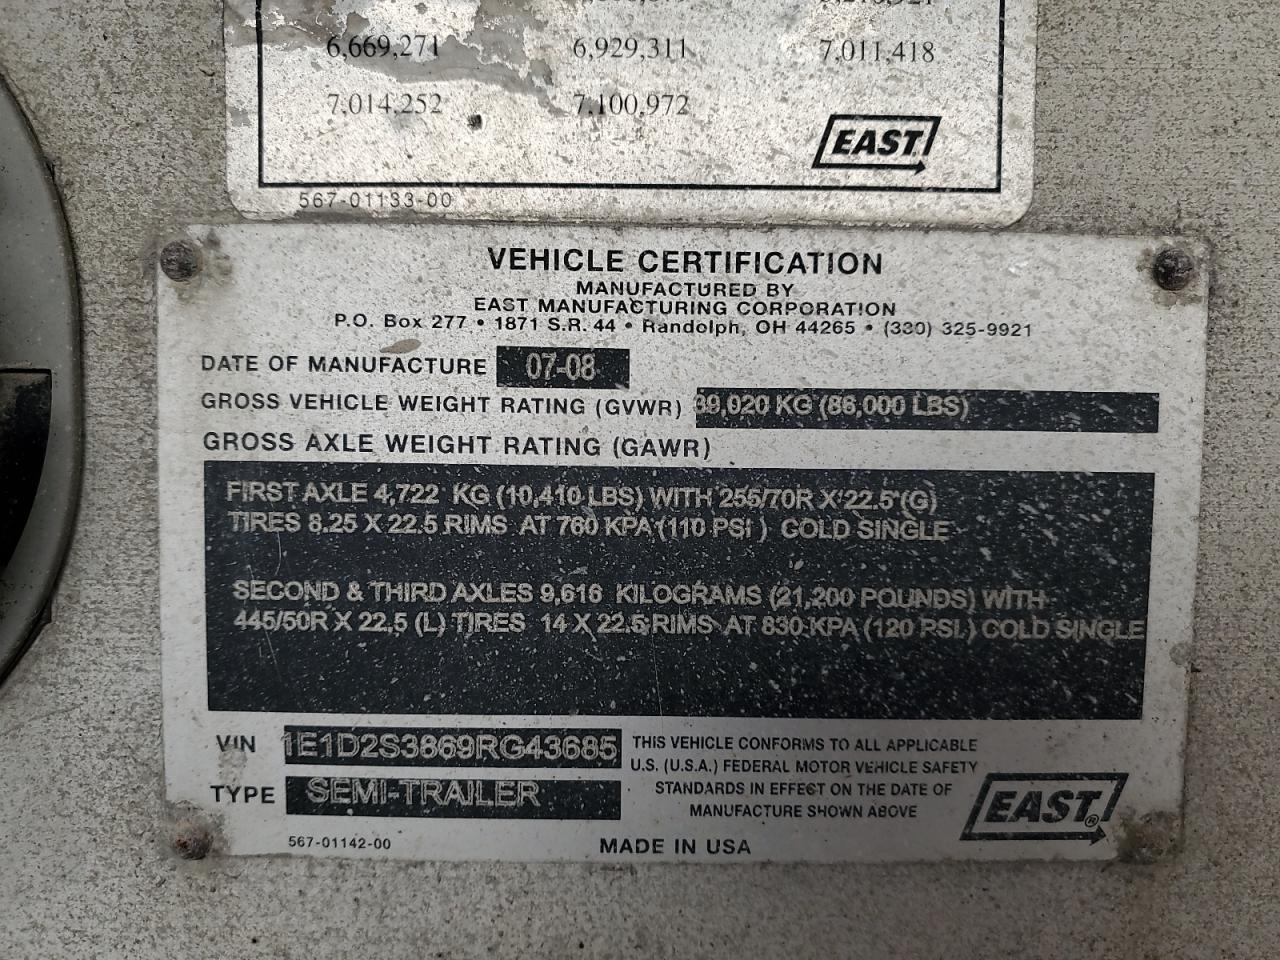 6,669,271 6,929,311 7,011,418
7,014,252 7,100,972
EAST
567-01133-00
VEHICLE CERTIFICATION
MANUFACTURED BY
EAST MANUFACTURING CORPORATION
P.O. Box 277 • 1871 S.R. 44 • Randolph, OH 44265 • (330) 325-9921
DATE OF MANUFACTURE 07-08
GROSS VEHICLE WEIGHT RATING (GVWR) 39,020 KG (86,000 LBS)
GROSS AXLE WEIGHT RATING (GAWR)
FIRST AXLE 4,722 KG (10,410 LBS) WITH 255/70R X 22.5 (G)
TIRES 8.25 X 22.5 RIMS AT 760 KPA (110 PSI ) COLD SINGLE
SECOND & THIRD AXLES 9,616 KILOGRAMS (21,200 POUNDS) WITH
445/50R X 22.5 (L) TIRES 14 X 22.5 RIMS AT 830 KPA (120 PSI.) COLD SINGLE
VIN 1E1D2S3869RG43685
TYPE SEMI-TRAILER
THIS VEHICLE CONFORMS TO ALL APPLICABLE
U.S. (U.S.A.) FEDERAL MOTOR VEHICLE SAFETY
STANDARDS IN EFFECT ON THE DATE OF
MANUFACTURE SHOWN ABOVE
EAST®
567-01142-00
MADE IN USA